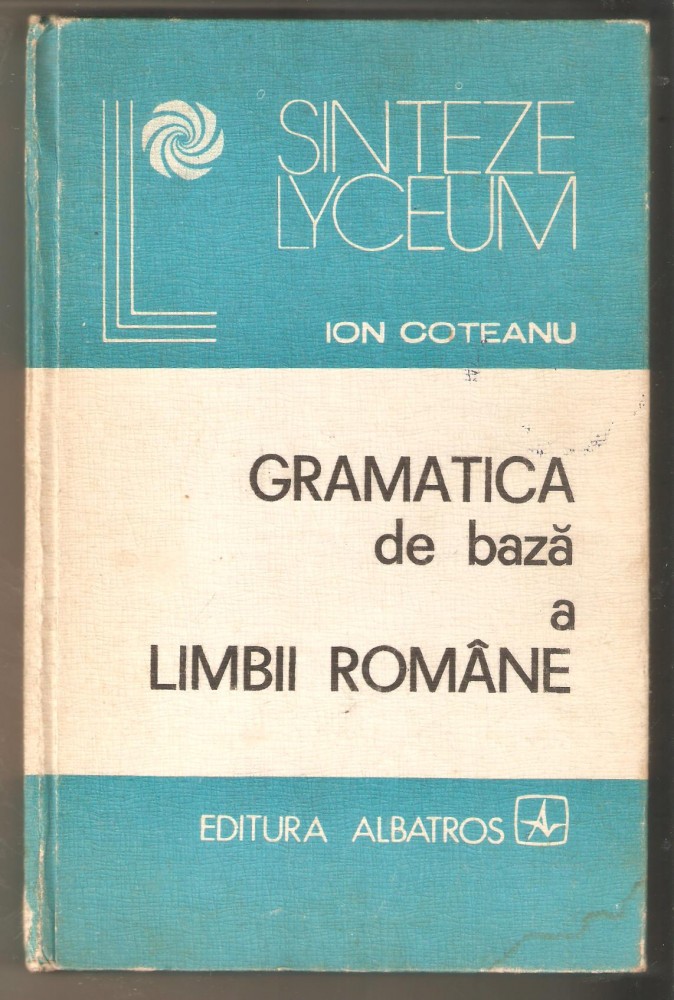 SINTEZE
LYCEUM
ION COTEANU
GRAMATICA
de bază
a
LIMBII ROMÂNE
EDITURA ALBATROS